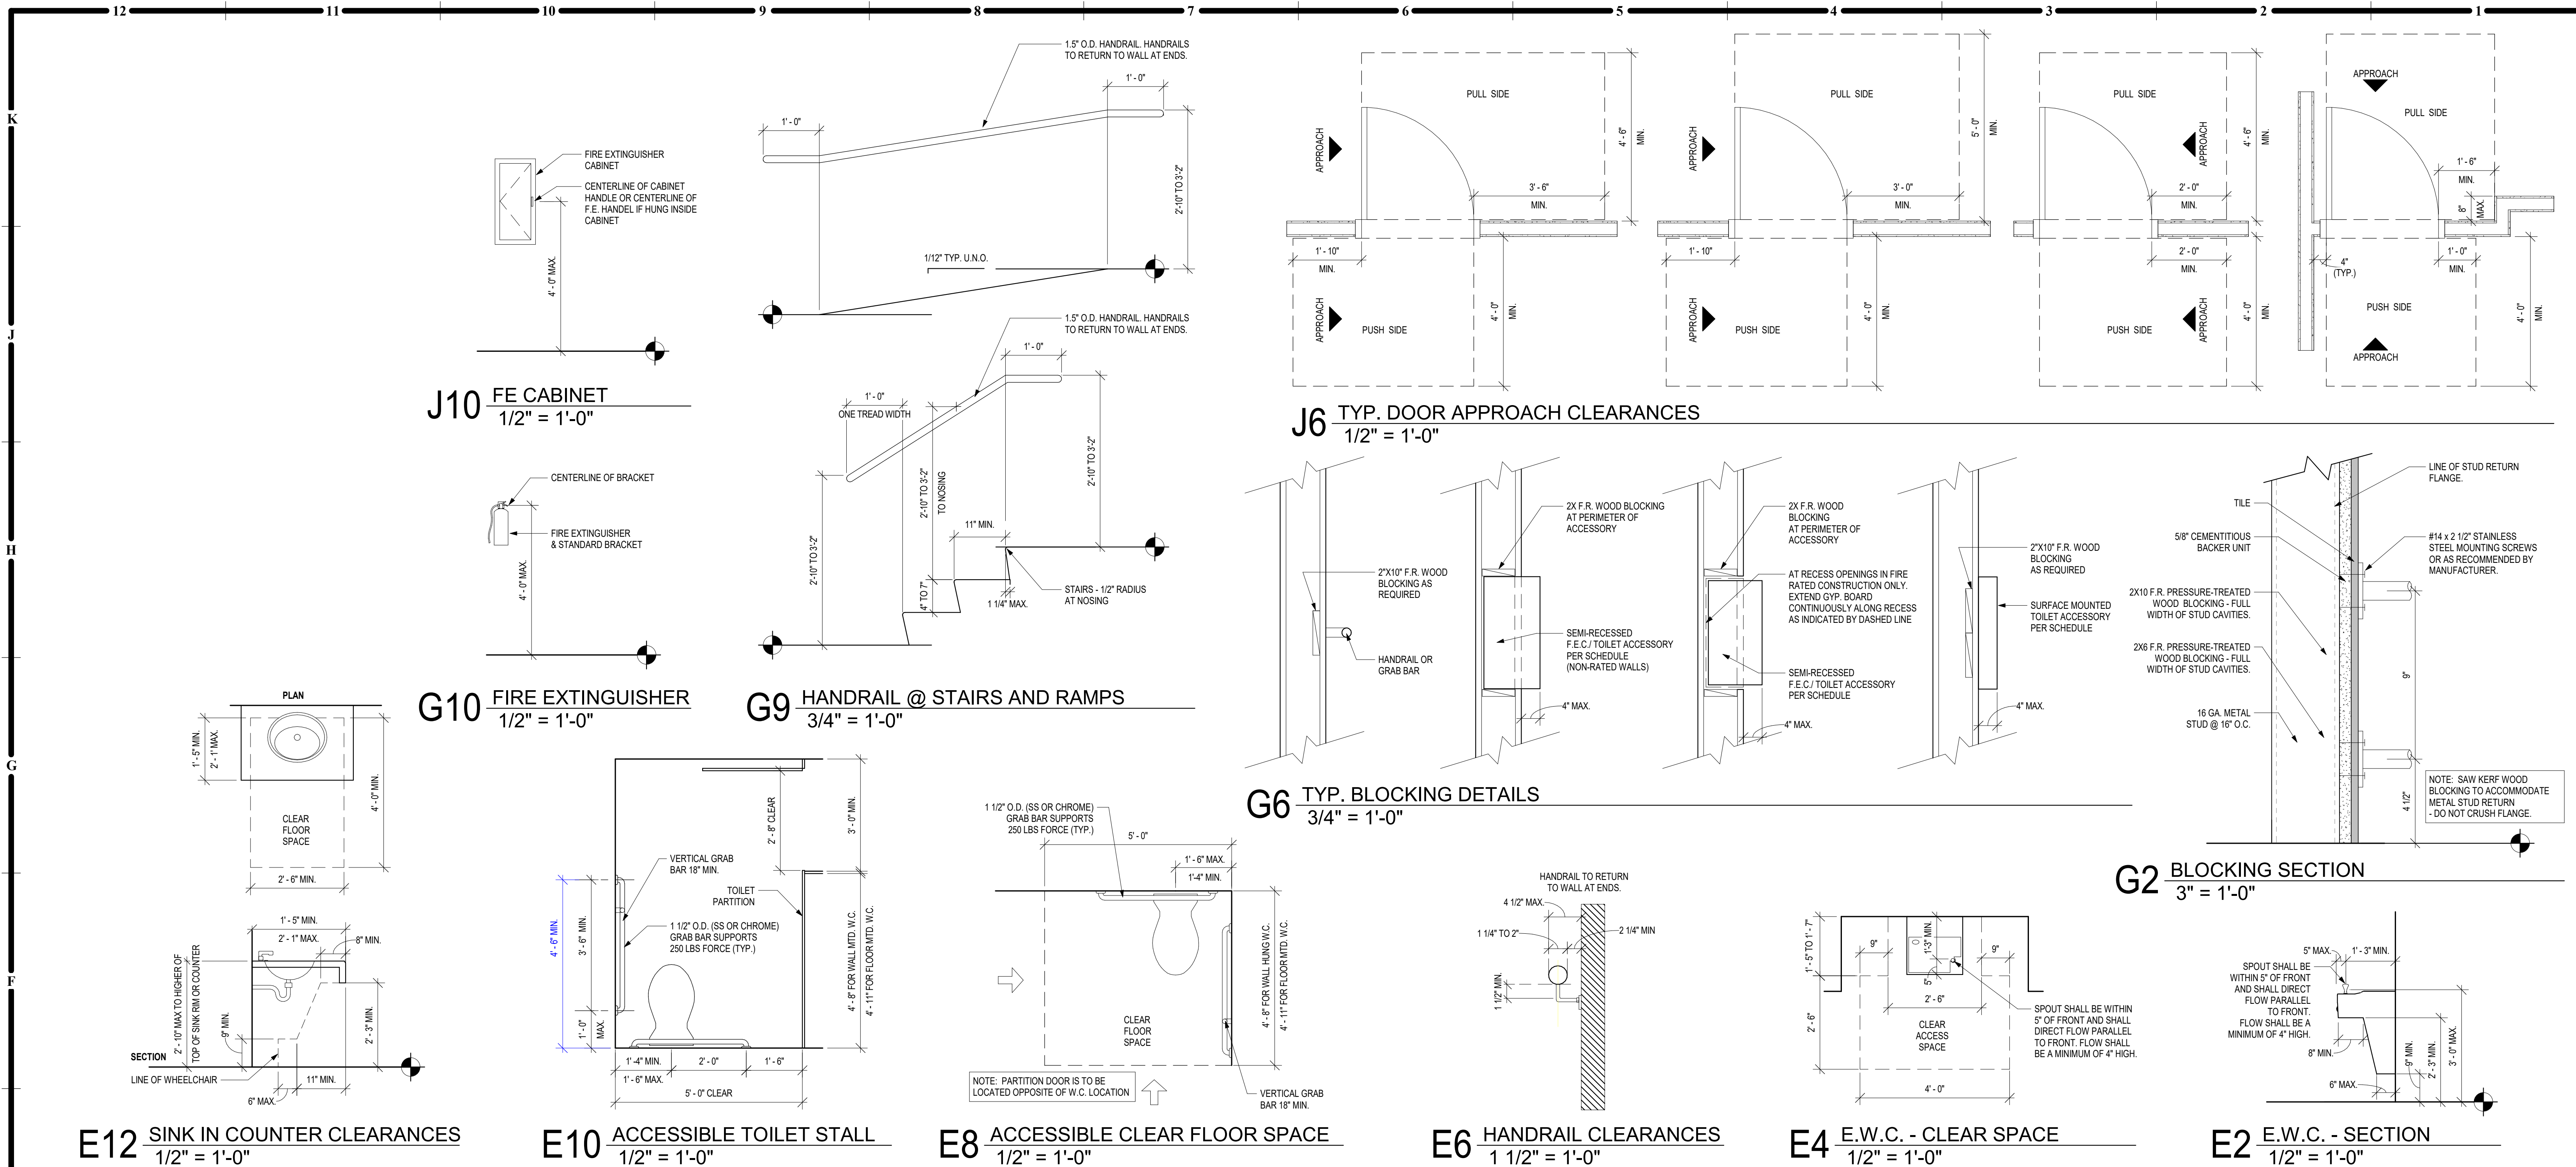 12
11
10
9
8
7
6
5
4
3
2
1
K
J
H
G
F
FIRE EXTINGUISHER
CABINET
CENTERLINE OF CABINET
HANDLE OR CENTERLINE OF
F.E. HANDEL IF HUNG INSIDE
CABINET
4' - 0" MAX.
J10 FE CABINET
1/2" = 1'-0"
CENTERLINE OF BRACKET
FIRE EXTINGUISHER
& STANDARD BRACKET
4' - 0" MAX.
G10 FIRE EXTINGUISHER
1/2" = 1'-0"
1.5" O.D. HANDRAIL. HANDRAILS
TO RETURN TO WALL AT ENDS.
1' - 0"
1' - 0"
2'-10" TO 3'-2"
1/12" TYP. U.N.O.
1.5" O.D. HANDRAIL. HANDRAILS
TO RETURN TO WALL AT ENDS.
1' - 0"
1' - 0"
ONE TREAD WIDTH
2'-10" TO 3'-2"
2'-10" TO 3'-2"
TO NOSING
2'-10" TO 3'-2"
11" MIN.
4" TO 7"
1 1/4" MAX.
STAIRS - 1/2" RADIUS
AT NOSING
G9 HANDRAIL @ STAIRS AND RAMPS
3/4" = 1'-0"
PULL SIDE
APPROACH
4' - 6"
MIN.
3' - 6"
MIN.
1' - 10"
MIN.
APPROACH
PUSH SIDE
4' - 0"
MIN.
PULL SIDE
APPROACH
5' - 0"
MIN.
3' - 0"
MIN.
1' - 10"
APPROACH
PUSH SIDE
4' - 0"
MIN.
PULL SIDE
APPROACH
4' - 6"
MIN.
2' - 0"
MIN.
2' - 0"
MIN.
PUSH SIDE
APPROACH
4' - 0"
MIN.
APPROACH
PULL SIDE
1' - 6"
MIN.
8"
MAX.
4"
(TYP.)
1' - 0"
MIN.
PUSH SIDE
APPROACH
4' - 0"
MIN.
J6 TYP. DOOR APPROACH CLEARANCES
1/2" = 1'-0"
2"X10" F.R. WOOD
BLOCKING AS
REQUIRED
HANDRAIL OR
GRAB BAR
2X F.R. WOOD BLOCKING
AT PERIMETER OF
ACCESSORY
SEMI-RECESSED
F.E.C./ TOILET ACCESSORY
PER SCHEDULE
(NON-RATED WALLS)
4" MAX.
2X F.R. WOOD
BLOCKING
AT PERIMETER OF
ACCESSORY
AT RECESS OPENINGS IN FIRE
RATED CONSTRUCTION ONLY.
EXTEND GYP. BOARD
CONTINUOUSLY ALONG RECESS
AS INDICATED BY DASHED LINE
SEMI-RECESSED
F.E.C./ TOILET ACCESSORY
PER SCHEDULE
4" MAX.
2"X10" F.R. WOOD
BLOCKING
AS REQUIRED
SURFACE MOUNTED
TOILET ACCESSORY
PER SCHEDULE
4" MAX.
G6 TYP. BLOCKING DETAILS
3/4" = 1'-0"
LINE OF STUD RETURN
FLANGE.
TILE
5/8" CEMENTITIOUS
BACKER UNIT
#14 x 2 1/2" STAINLESS
STEEL MOUNTING SCREWS
OR AS RECOMMENDED BY
MANUFACTURER.
2X10 F.R. PRESSURE-TREATED
WOOD BLOCKING - FULL
WIDTH OF STUD CAVITIES.
2X6 F.R. PRESSURE-TREATED
WOOD BLOCKING - FULL
WIDTH OF STUD CAVITIES.
9"
16 GA. METAL
STUD @ 16" O.C.
4 1/2"
NOTE: SAW KERF WOOD
BLOCKING TO ACCOMMODATE
METAL STUD RETURN
- DO NOT CRUSH FLANGE.
G2 BLOCKING SECTION
3" = 1'-0"
PLAN
1' - 5" MIN.
2' - 1" MAX.
4' - 0" MIN.
CLEAR
FLOOR
SPACE
2' - 6" MIN.
1' - 5" MIN.
2' - 1" MAX.
8" MIN.
2' - 10" MAX TO HIGHER OF
TOP OF SINK RIM OR COUNTER
9" MIN.
2' - 3" MIN.
SECTION
LINE OF WHEELCHAIR
11" MIN.
6" MAX.
E12 SINK IN COUNTER CLEARANCES
1/2" = 1'-0"
2' - 8" CLEAR
3' - 0" MIN.
VERTICAL GRAB
BAR 18" MIN.
TOILET
PARTITION
1 1/2" O.D. (SS OR CHROME)
GRAB BAR SUPPORTS
250 LBS FORCE (TYP.)
4' - 6" MIN.
3' - 6" MIN.
1' - 0"
MAX.
4' - 8" FOR WALL MTD. W.C.
4' - 11" FOR FLOOR MTD. W.C.
1' -4" MIN.
2' - 0"
1' - 6"
1' - 6" MAX.
5' - 0" CLEAR
E10 ACCESSIBLE TOILET STALL
1/2" = 1'-0"
1 1/2" O.D. (SS OR CHROME)
GRAB BAR SUPPORTS
250 LBS FORCE (TYP.)
5' - 0"
1' - 6" MAX.
1'-4" MIN.
CLEAR
FLOOR
SPACE
4' - 8" FOR WALL HUNG W.C.
4' - 11" FOR FLOOR MTD. W.C.
NOTE: PARTITION DOOR IS TO BE
LOCATED OPPOSITE OF W.C. LOCATION
VERTICAL GRAB
BAR 18" MIN.
E8 ACCESSIBLE CLEAR FLOOR SPACE
1/2" = 1'-0"
HANDRAIL TO RETURN
TO WALL AT ENDS.
4 1/2" MAX.
1 1/4" TO 2"
2 1/4" MIN
1 1/2" MIN.
E6 HANDRAIL CLEARANCES
1 1/2" = 1'-0"
1' - 5" TO 1' - 7"
9"
1'-3" MIN.
9"
5"
2' - 6"
2' - 6"
CLEAR
ACCESS
SPACE
SPOUT SHALL BE WITHIN
5" OF FRONT AND SHALL
DIRECT FLOW PARALLEL
TO FRONT. FLOW SHALL
BE A MINIMUM OF 4" HIGH.
4' - 0"
E4 E.W.C. - CLEAR SPACE
1/2" = 1'-0"
5" MAX.
1' - 3" MIN.
SPOUT SHALL BE
WITHIN 5" OF FRONT
AND SHALL DIRECT
FLOW PARALLEL
TO FRONT.
FLOW SHALL BE A
MINIMUM OF 4" HIGH.
8" MIN.
9" MIN.
2' - 3" MIN.
3' - 0" MAX.
6" MAX.
E2 E.W.C. - SECTION
1/2" = 1'-0"